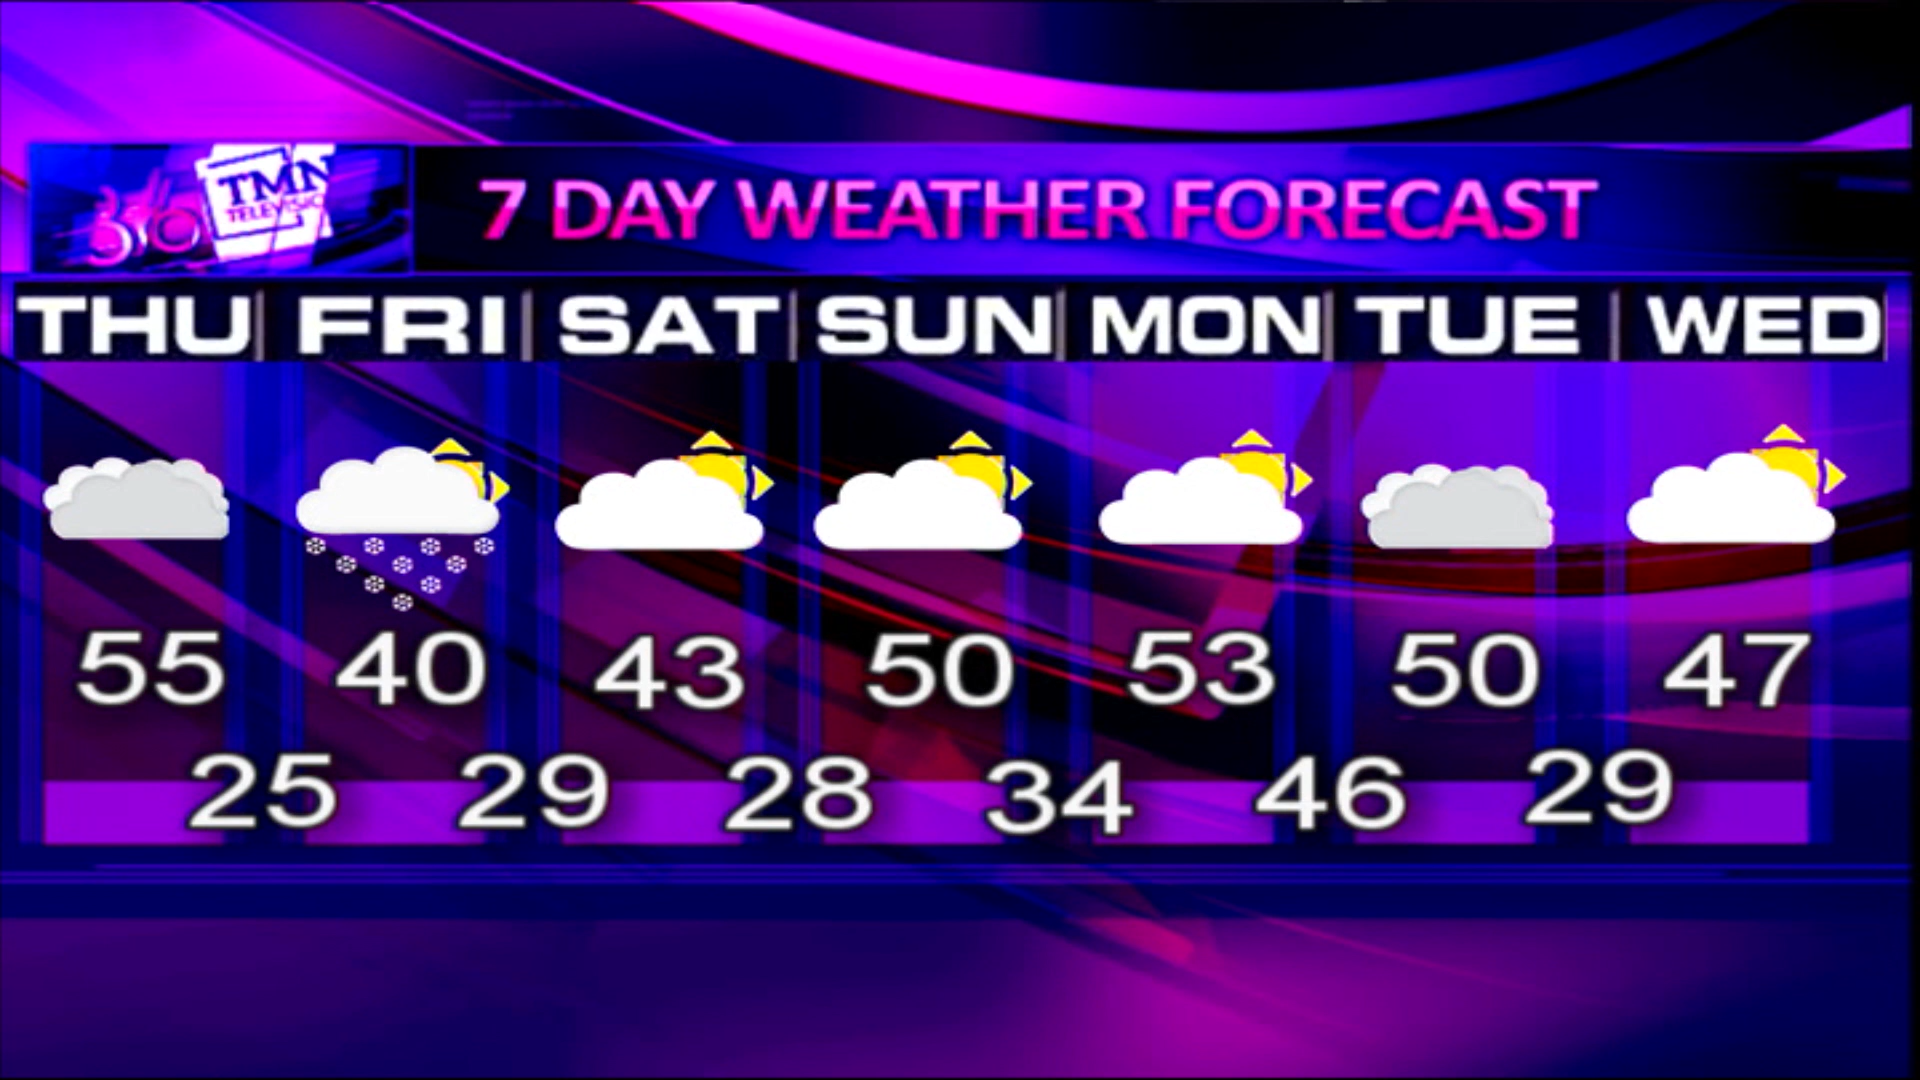 TMN
TELEVISIO
7 DAY WEATHER FORECAST
THU FRI SAT SUN MON TUE WED
55 40 43 50 53 50 47
25 29 28 34 46 29